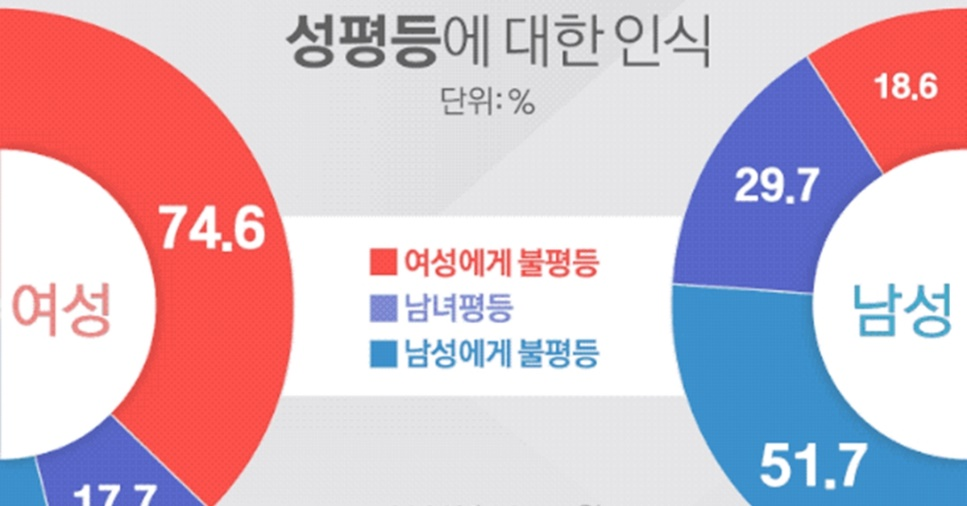 성평등에 대한 인식
단위: %
74.6
여성
17.7
여성에게 불평등
남녀평등
남성에게 불평등
18.6
29.7
남성
51.7